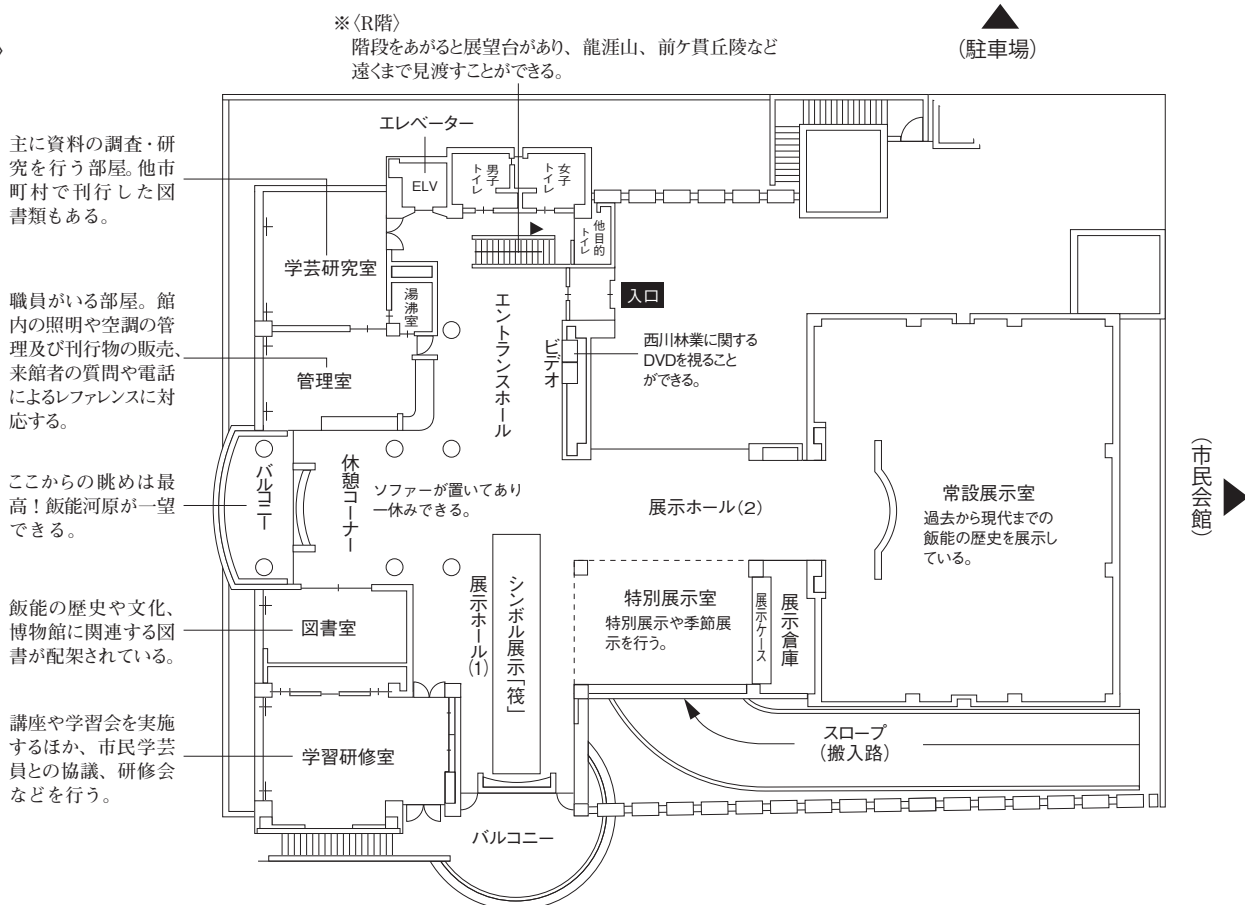 ※〈R階〉
階段をあがると展望台があり、龍涯山、前ケ貫丘陵など
遠くまで見渡すことができる。
(駐車場)
〉
主に資料の調査・研
究を行う部屋。他市
町村で刊行した図
書類もある。
エレベーター
ELV
男子
トイレ
女子
トイレ
他目的
トイレ
学芸研究室
湯沸室
入口
職員がいる部屋。館
内の照明や空調の管
理及び刊行物の販売、
来館者の質問や電話
によるレファレンスに対
応する。
管理室
エントランスホール
ビデオ
西川林業に関する
DVDを視ること
ができる。
ここからの眺めは最
高！飯能河原が一望
できる。
バルコニー
休憩コーナー
ソファーが置いてあり
一休みできる。
展示ホール(2)
常設展示室
過去から現代までの
飯能の歴史を展示し
ている。
(市民会館)
飯能の歴史や文化、
博物館に関連する図
書が配架されている。
図書室
展示ホール(1)
シンボル展示「筏」
特別展示室
特別展示や季節展
示を行う。
展示ケース
展示倉庫
講座や学習会を実施
するほか、市民学芸
員との協議、研修会
などを行う。
学習研修室
スロープ
(搬入路)
バルコニー